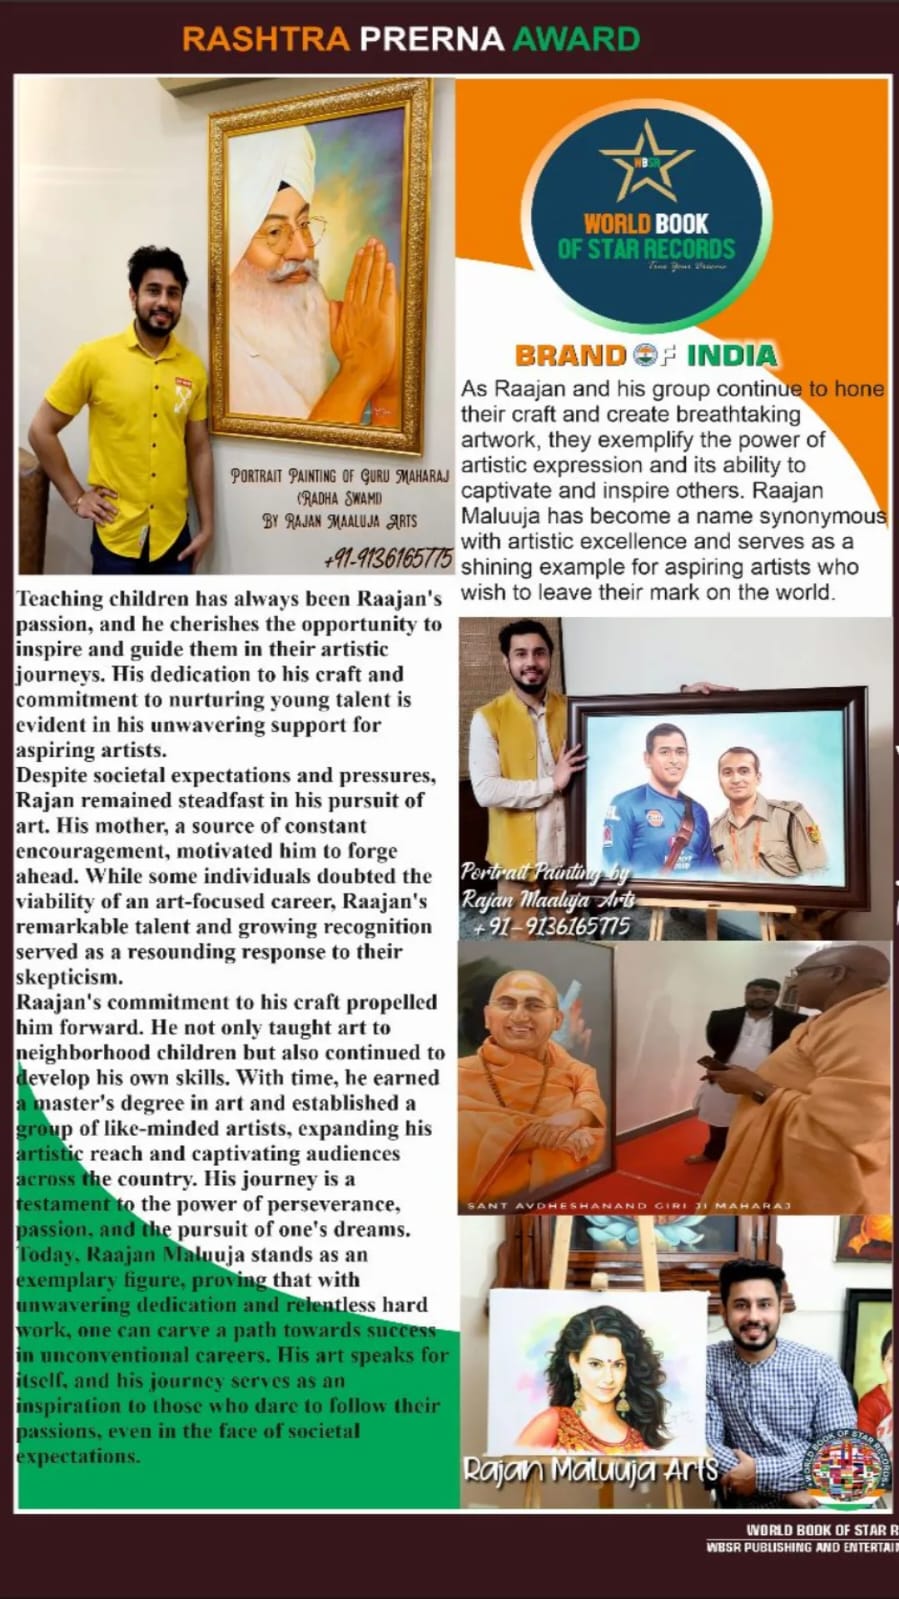 RASHTRA PRERNA AWARD
PORTRAIT PAINTING OF GURU MAHARAJ
(RADHA SWAMI)
BY RAJAN MAALUJA ARTS
+91-9136165775
WBSR
WORLD BOOK
OF STAR RECORDS
True Your Dreams
BRAND OF INDIA
As Raajan and his group continue to hone
their craft and create breathtaking
artwork, they exemplify the power of
artistic expression and its ability to
captivate and inspire others. Raajan
Maluuja has become a name synonymous
with artistic excellence and serves as a
shining example for aspiring artists who
wish to leave their mark on the world.
Teaching children has always been Raajan's
passion, and he cherishes the opportunity to
inspire and guide them in their artistic
journeys. His dedication to his craft and
commitment to nurturing young talent is
evident in his unwavering support for
aspiring artists.
Despite societal expectations and pressures,
Rajan remained steadfast in his pursuit of
art. His mother, a source of constant
encouragement, motivated him to forge
ahead. While some individuals doubted the
viability of an art-focused career, Raajan's
remarkable talent and growing recognition
served as a resounding response to their
skepticism.
Raajan's commitment to his craft propelled
him forward. He not only taught art to
neighborhood children but also continued to
develop his own skills. With time, he earned
a master's degree in art and established a
group of like-minded artists, expanding his
artistic reach and captivating audiences
across the country. His journey is a
testament to the power of perseverance,
passion, and the pursuit of one's dreams.
Today, Raajan Maluuja stands as an
exemplary figure, proving that with
unwavering dedication and relentless hard
work, one can carve a path towards success
in unconventional careers. His art speaks for
itself, and his journey serves as an
inspiration to those who dare to follow their
passions, even in the face of societal
expectations.
Portrait Painting by
Rajan Maaluja Arts
+91-9136165775
SANT AVDHESHANAND GIRI JI MAHARAJ
Rajan Maluuja Arts
WORLD BOOK OF STAR RECORDS
WORLD BOOK OF STAR R
WBSR PUBLISHING AND ENTERTAI